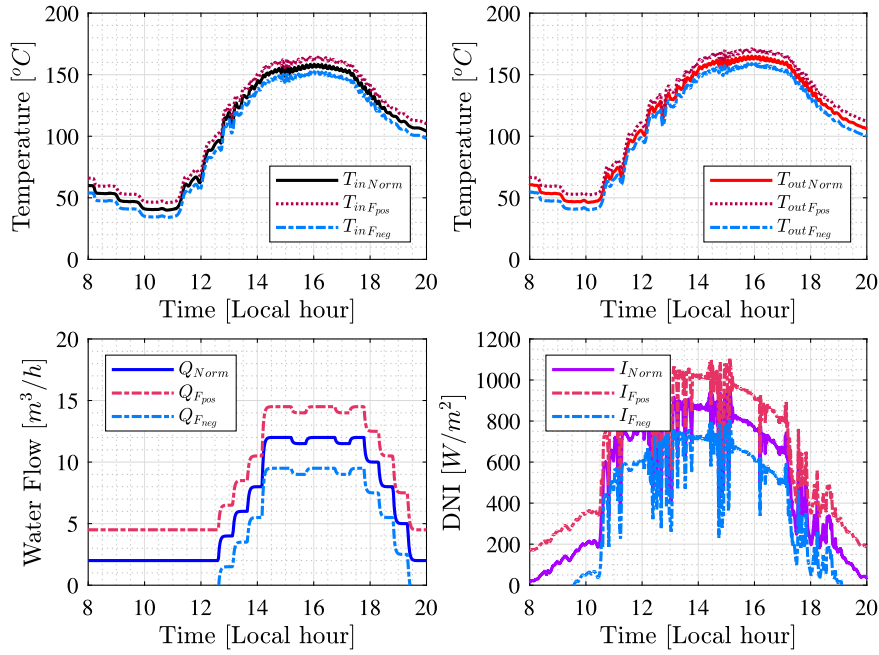 Temperature [°C]
200
150
100
50
0
T_inNorm
T_inFpos
T_inFneg
8 10 12 14 16 18 20
Time [Local hour]
Temperature [°C]
200
150
100
50
0
T_outNorm
T_outFpos
T_outFneg
8 10 12 14 16 18 20
Time [Local hour]
Water Flow [m³/h]
20
15
10
5
0
Q_Norm
Q_Fpos
Q_Fneg
8 10 12 14 16 18 20
Time [Local hour]
DNI [W/m²]
1200
1000
800
600
400
200
0
I_Norm
I_Fpos
I_Fneg
8 10 12 14 16 18 20
Time [Local hour]